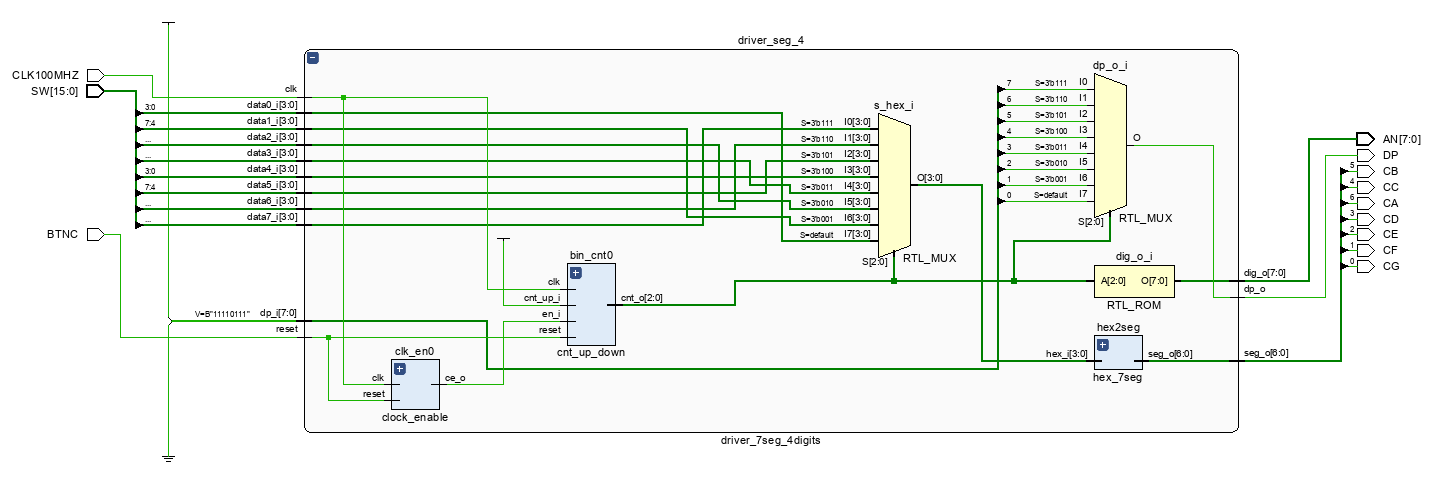 driver_seg_4
CLK100MHZ
SW[15:0]
BTNC
clk
3:0 data0_i[3:0]
7:4 data1_i[3:0]
... data2_i[3:0]
... data3_i[3:0]
3:0 data4_i[3:0]
7:4 data5_i[3:0]
... data6_i[3:0]
... data7_i[3:0]
V=B"11110111" dp_i[7:0]
reset
s_hex_i
S=3'b111 I0[3:0]
S=3'b110 I1[3:0]
S=3'b101 I2[3:0]
S=3'b100 I3[3:0]
S=3'b011 I4[3:0]
S=3'b010 I5[3:0]
S=3'b001 I6[3:0]
S=default I7[3:0]
O[3:0]
S[2:0]
RTL_MUX
dp_o_i
7 S=3'b111 I0
6 S=3'b110 I1
5 S=3'b101 I2
4 S=3'b100 I3
3 S=3'b011 I4
2 S=3'b010 I5
1 S=3'b001 I6
0 S=default I7
O
S[2:0]
RTL_MUX
bin_cnt0
clk
cnt_up_i
en_i
reset
cnt_o[2:0]
cnt_up_down
clk_en0
clk
reset
ce_o
clock_enable
dig_o_i
A[2:0] O[7:0]
RTL_ROM
hex2seg
hex_i[3:0] seg_o[6:0]
hex_7seg
dig_o[7:0]
dp_o
seg_o[6:0]
AN[7:0]
DP
5 CB
4 CC
6 CA
3 CD
2 CE
1 CF
0 CG
driver_7seg_4digits